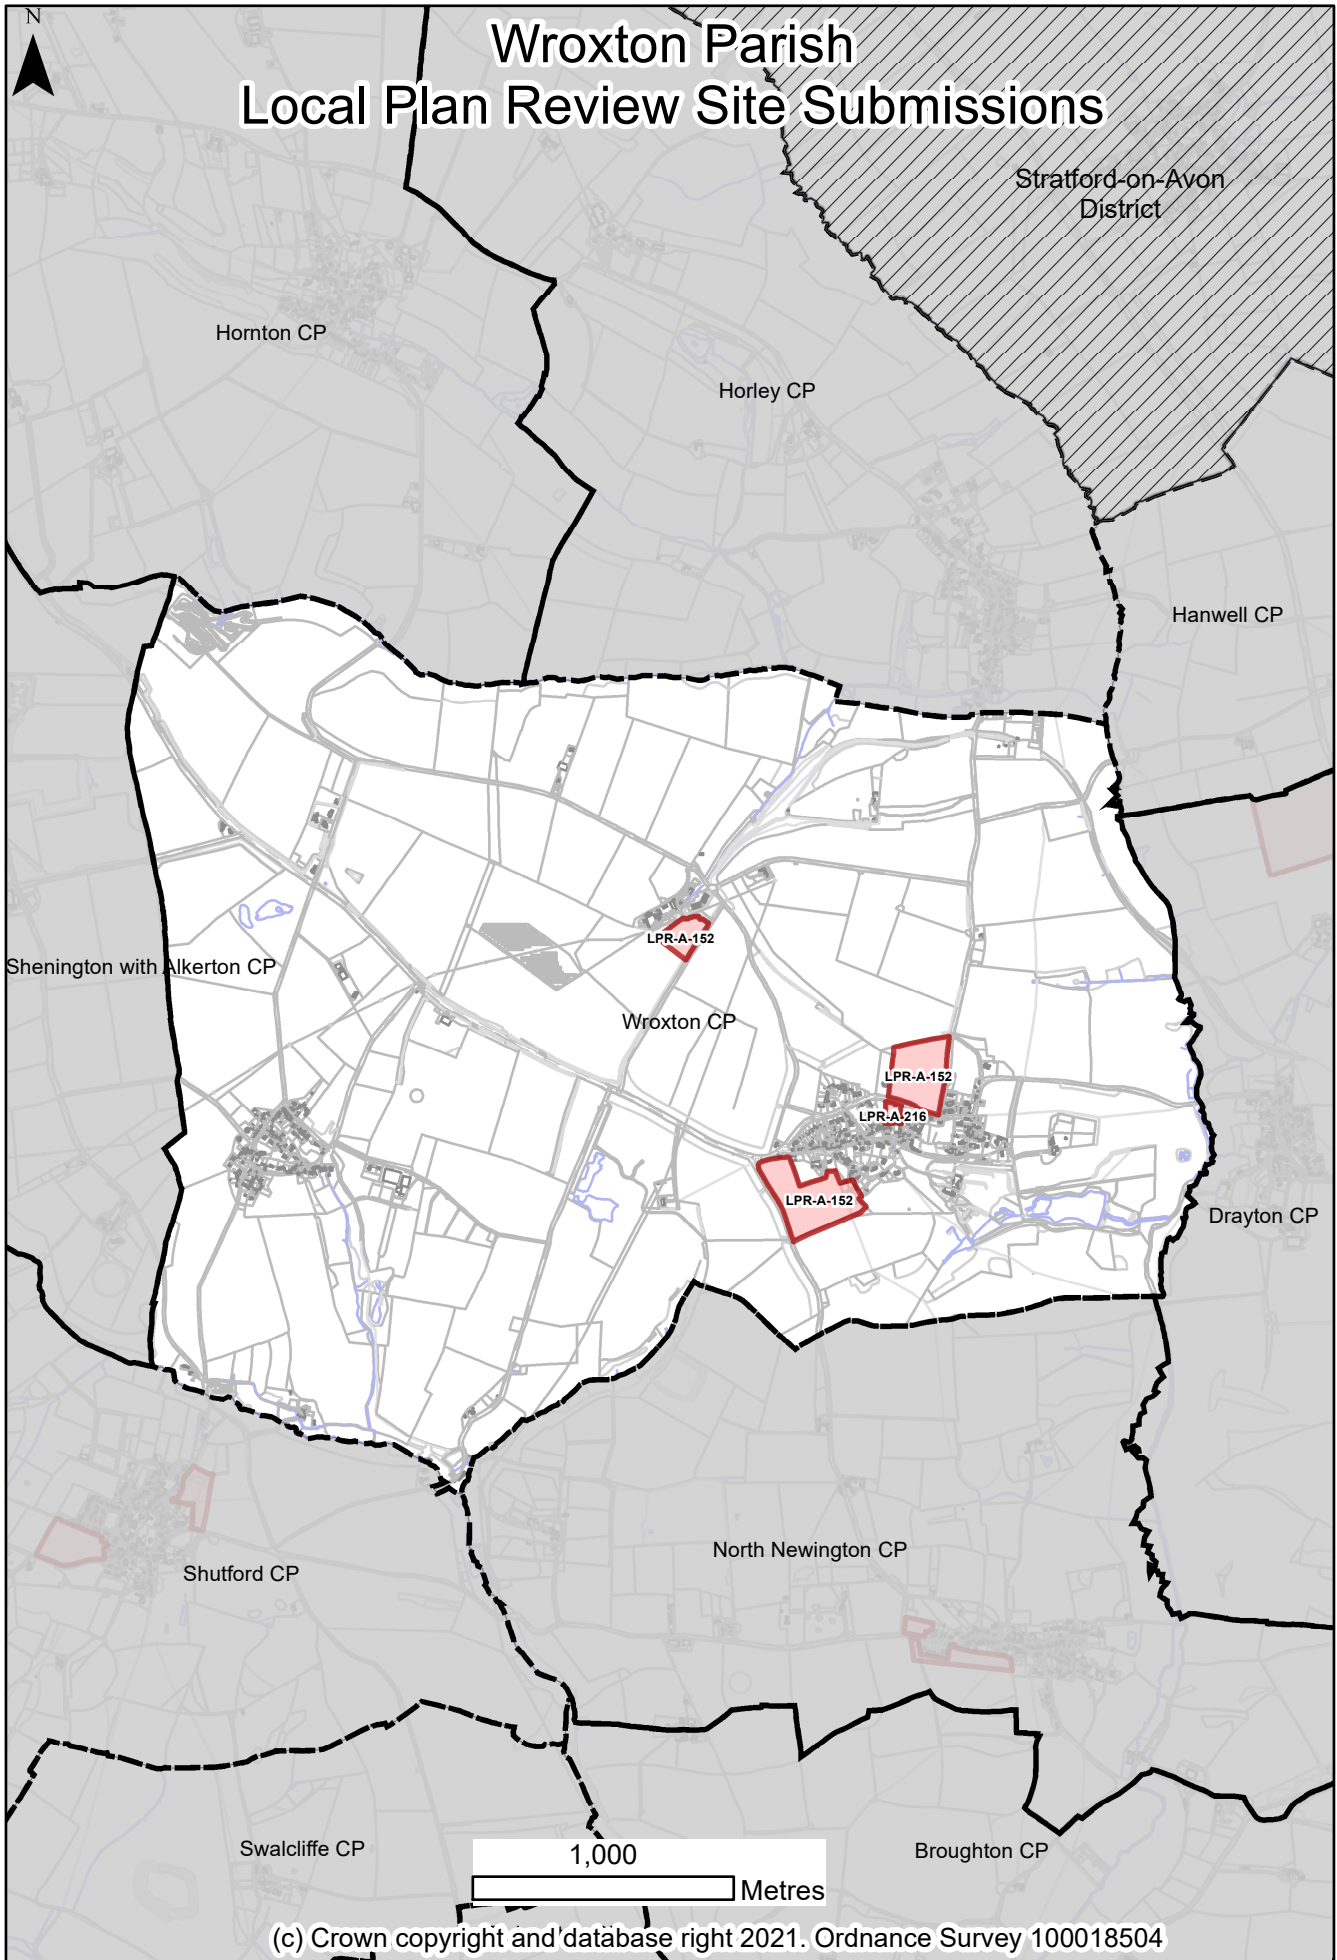 N
Wroxton Parish
Local Plan Review Site Submissions
Stratford-on-Avon
District
Hornton CP
Horley CP
Hanwell CP
LPR-A-152
Shenington with Alkerton CP
Wroxton CP
LPR-A-152
LPR-A-216
LPR-A-152
Drayton CP
North Newington CP
Shutford CP
Swalcliffe CP
Broughton CP
1,000
Metres
(c) Crown copyright and database right 2021. Ordnance Survey 100018504